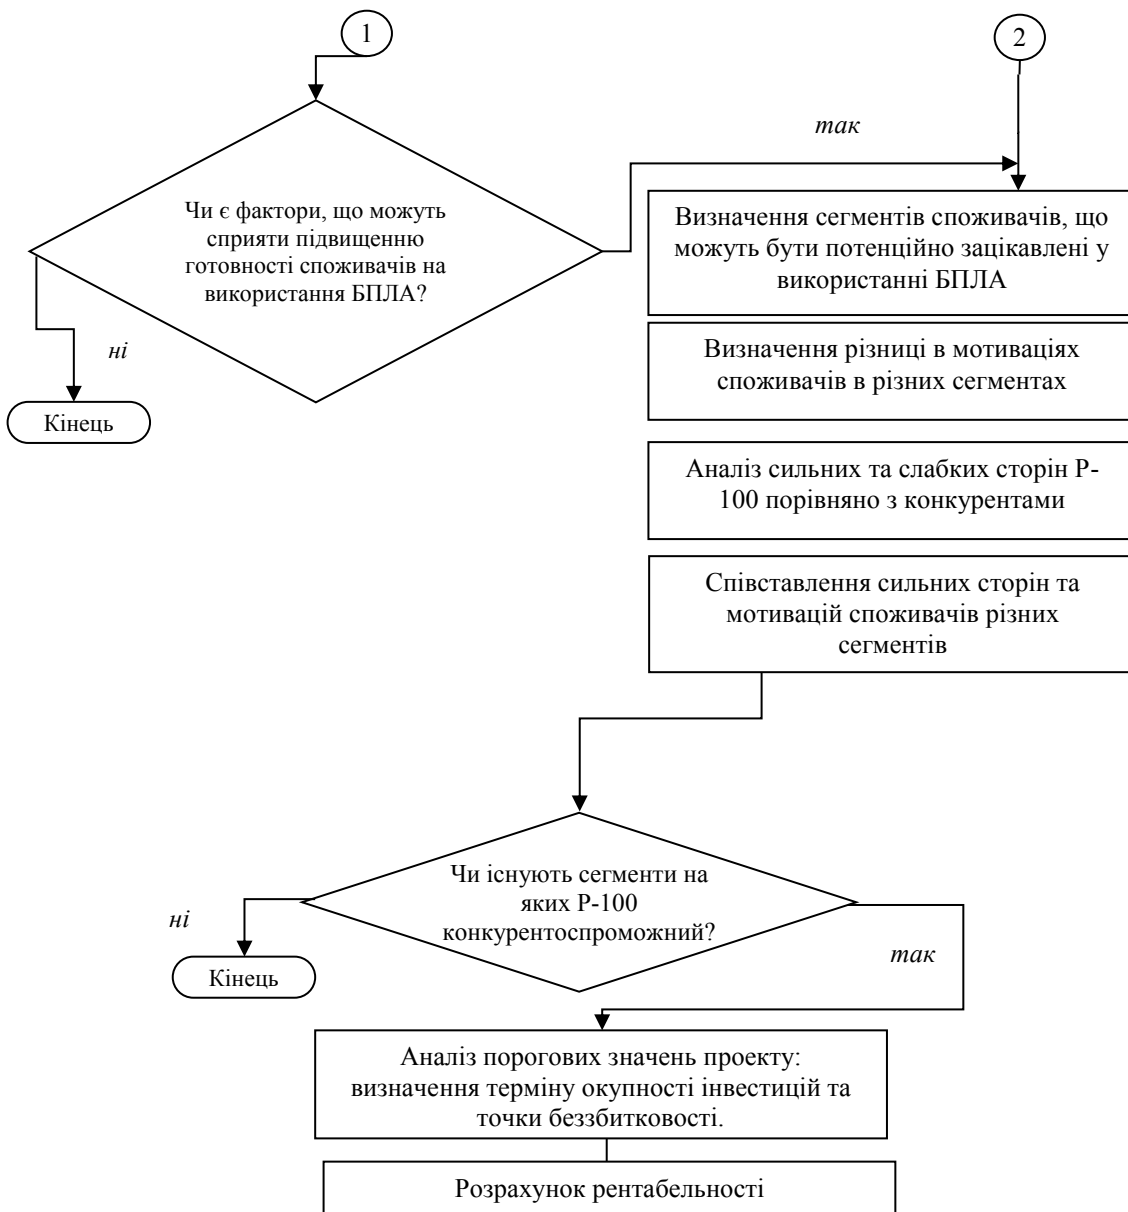 1
2
так
Чи є фактори, що можуть
сприяти підвищенню
готовності споживачів на
використання БПЛА?
ні
Кінець
Визначення сегментів споживачів, що
можуть бути потенційно зацікавлені у
використанні БПЛА
Визначення різниці в мотиваціях
споживачів в різних сегментах
Аналіз сильних та слабких сторін Р-
100 порівняно з конкурентами
Співставлення сильних сторін та
мотивацій споживачів різних
сегментів
Чи існують сегменти на
яких Р-100
конкурентоспроможний?
ні
Кінець
так
Аналіз порогових значень проекту:
визначення терміну окупності інвестицій та
точки беззбитковості.
Розрахунок рентабельності